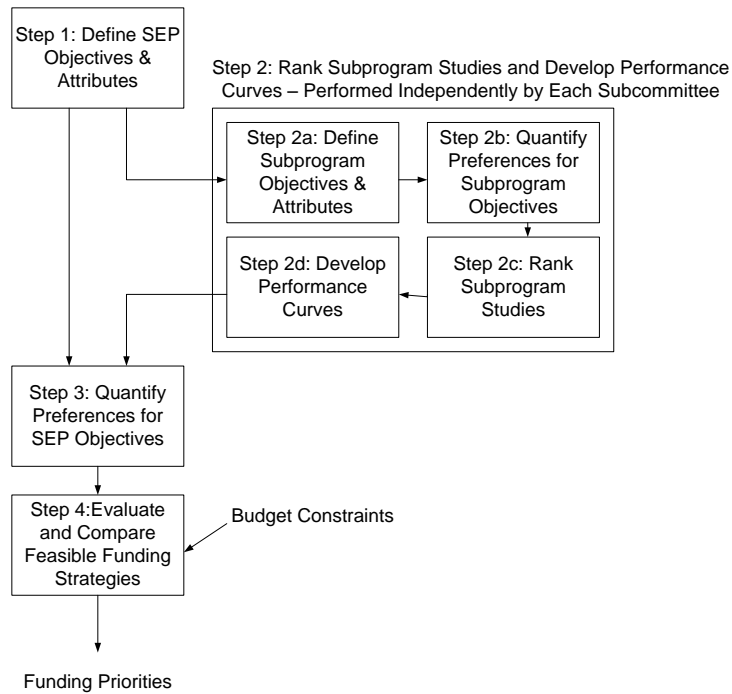 Step 1: Define SEP
Objectives &
Attributes
Step 2: Rank Subprogram Studies and Develop Performance
Curves – Performed Independently by Each Subcommittee
Step 2a: Define
Subprogram
Objectives &
Attributes
Step 2b: Quantify
Preferences for
Subprogram
Objectives
Step 2d: Develop
Performance
Curves
Step 2c: Rank
Subprogram
Studies
Step 3: Quantify
Preferences for
SEP Objectives
Step 4:Evaluate
and Compare
Feasible Funding
Strategies
Budget Constraints
Funding Priorities